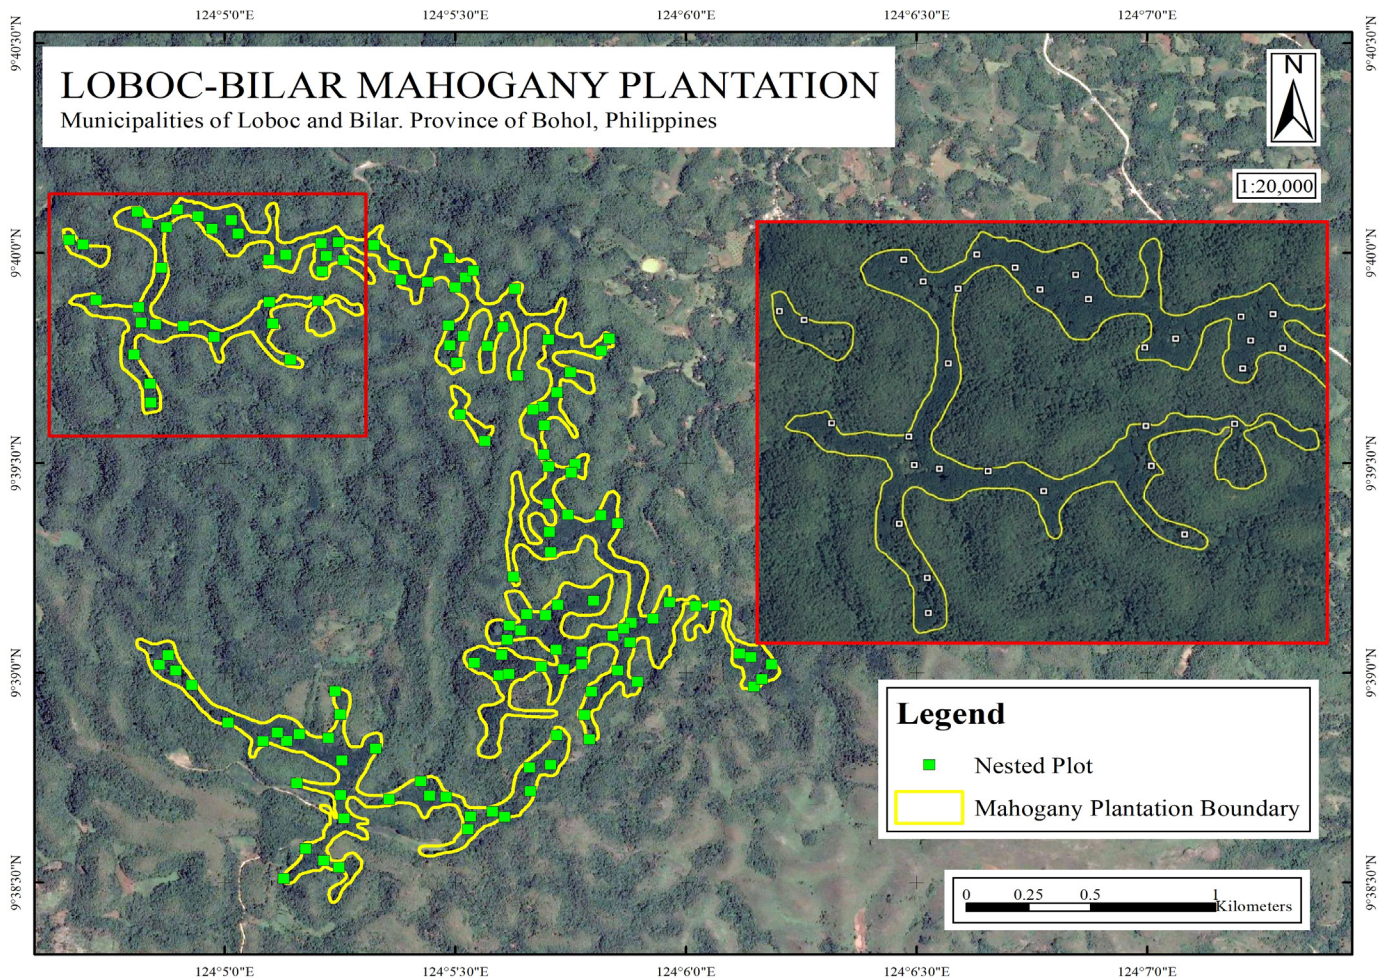 124°5'0"E 124°5'30"E 124°6'0"E 124°6'30"E 124°7'0"E
9°40'30"N
9°40'30"N
LOBOC-BILAR MAHOGANY PLANTATION
Municipalities of Loboc and Bilar. Province of Bohol, Philippines
N
1:20,000
9°40'0"N
9°40'0"N
9°39'30"N
9°39'30"N
9°39'0"N
9°39'0"N
Legend
Nested Plot
Mahogany Plantation Boundary
9°38'30"N
9°38'30"N
0 0.25 0.5 1
Kilometers
124°5'0"E 124°5'30"E 124°6'0"E 124°6'30"E 124°7'0"E